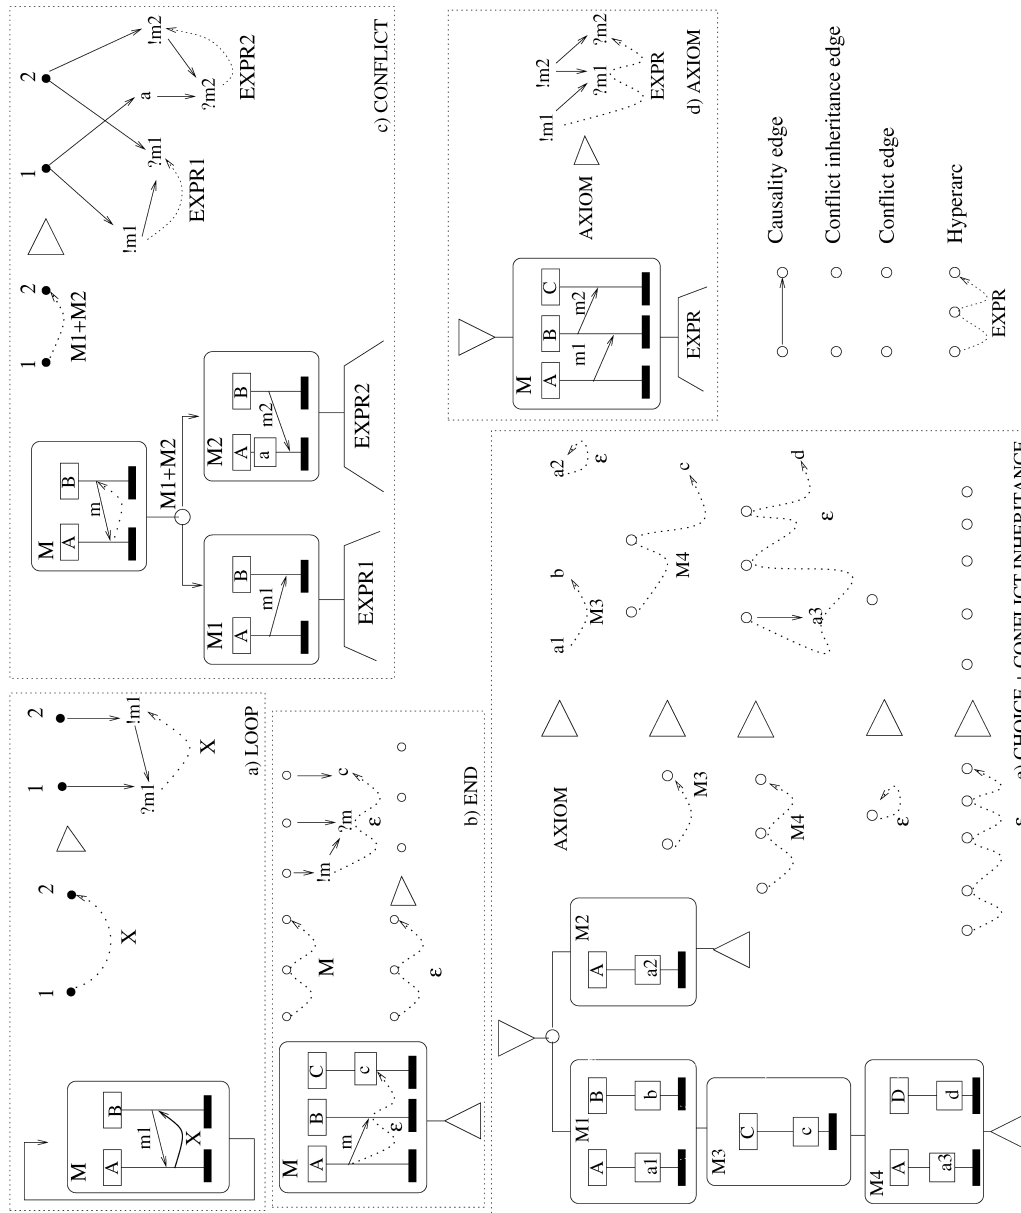 M
A
B
m1
X
1
2
X
1
2
?m1
!m1
X
a) LOOP
M
A
B
m
M1+M2
M1
A
B
m1
EXPR1
M2
A
B
a
m2
EXPR2
1
2
M1+M2
1
2
!m1
?m1
a
!m2
?m2
EXPR1
EXPR2
c) CONFLICT
M
A
B
C
m
c
ε
M
ε
!m
?m
c
ε
b) END
M
A
B
C
m1
m2
EXPR
AXIOM
!m1
!m2
?m1
?m2
EXPR
d) AXIOM
M1
A
B
a1
b
M2
A
a2
M3
C
c
M4
A
D
a3
d
AXIOM
a1
b
M3
a2
ε
M3
M4
c
M4
a3
ε
d
ε
ε
e) CHOICE + CONFLICT INHERITANCE
Causality edge
Conflict inheritance edge
Conflict edge
EXPR
Hyperarc